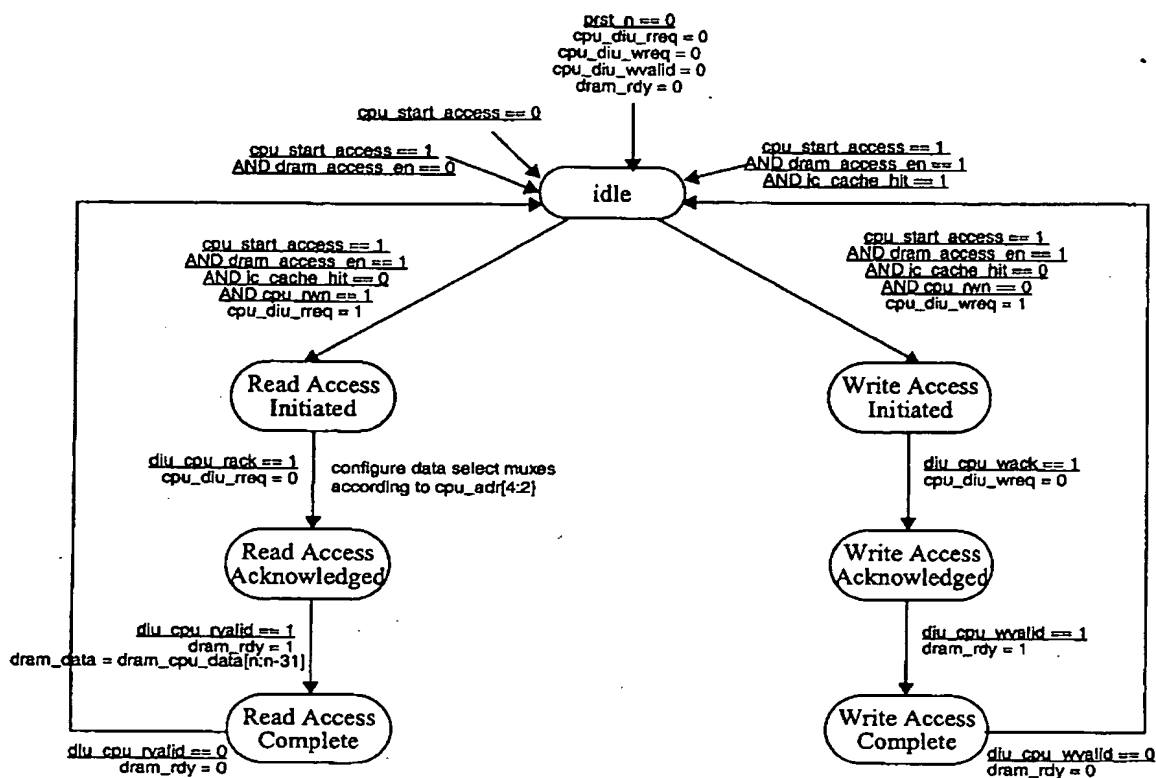 prst_n == 0
cpu_diu_rreq = 0
cpu_diu_wreq = 0
cpu_diu_wvalid = 0
dram_rdy = 0
cpu_start_access == 0
cpu_start_access == 1
AND dram_access_en == 0
cpu_start_access == 1
AND dram_access_en == 1
AND ic_cache_hit == 1
idle
cpu_start_access == 1
AND dram_access_en == 1
AND ic_cache_hit == 0
AND cpu_rwn == 1
cpu_diu_rreq = 1
cpu_start_access == 1
AND dram_access_en == 1
AND ic_cache_hit == 0
AND cpu_rwn == 0
cpu_diu_wreq = 1
Read Access
Initiated
Write Access
Initiated
diu_cpu_rack == 1
cpu_diu_rreq = 0
configure data select muxes
according to cpu_adr[4:2]
diu_cpu_wack == 1
cpu_diu_wreq = 0
Read Access
Acknowledged
Write Access
Acknowledged
diu_cpu_rvalid == 1
dram_rdy = 1
dram_data = dram_cpu_data[n:n-31]
diu_cpu_wvalid == 1
dram_rdy = 1
Read Access
Complete
Write Access
Complete
diu_cpu_rvalid == 0
dram_rdy = 0
diu_cpu_wvalid == 0
dram_rdy = 0